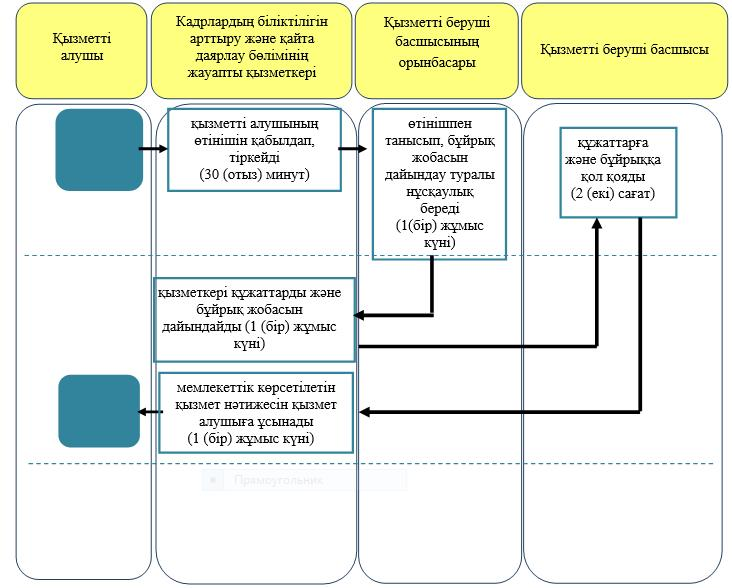 Қызметті
алушы
Кадрлардың біліктілігін
арттыру және қайта
даярлау бөлімінің
жауапты қызметкері
Қызметті беруші
басшысының
орынбасары
Қызметті беруші басшысы
қызметті алушының
өтінішін қабылдап,
тіркейді
(30 (отыз) минут)
өтінішпен
танысып, бұйрық
жобасын
дайындау туралы
нұсқаулық
береді
(1(бір) жұмыс
күні)
құжаттарға
және бұйрыққа
қол қояды
(2 (екі) сағат)
қызметкері құжаттарды және
бұйрық жобасын
дайындайды (1 (бір) жұмыс
күні)
мемлекеттік көрсетілетін
қызмет нәтижесін қызмет
алушыға ұсынады
(1 (бір) жұмыс күні)
Прямоугольник